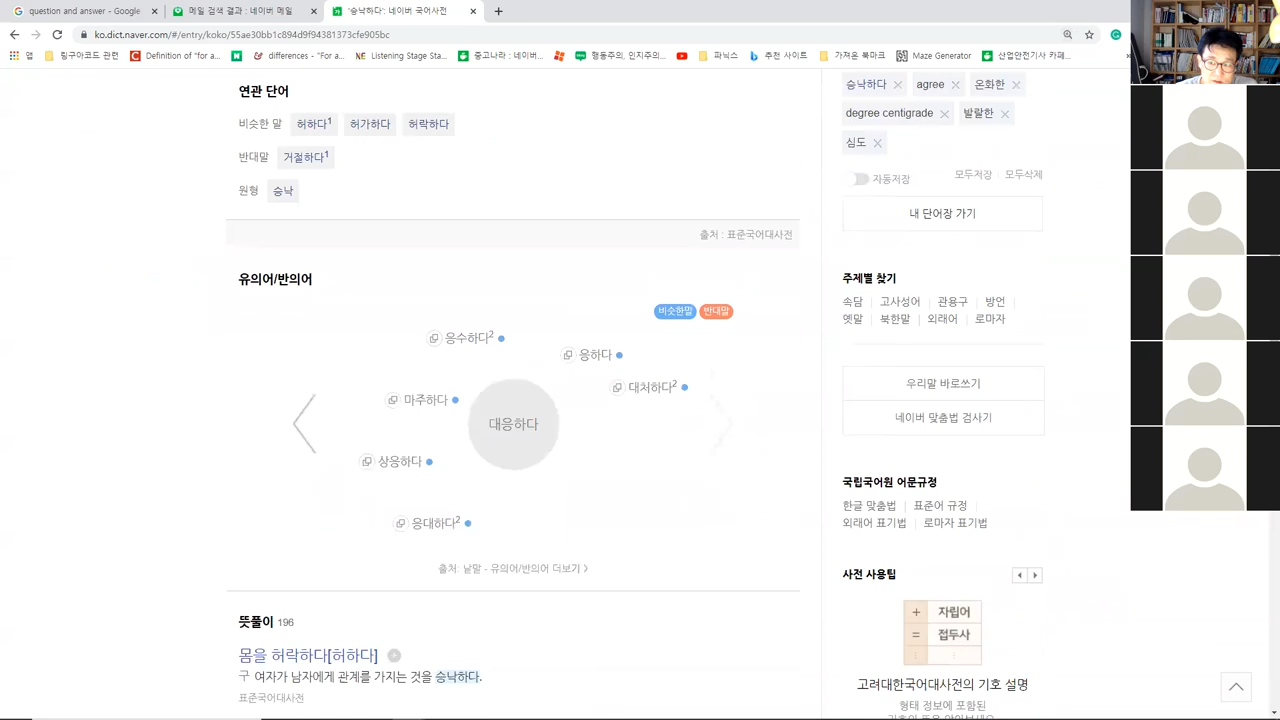 question and answer - Google
메일 검색 결과 : 네이버 메일
'승낙하다': 네이버 국어사전
ko.dict.naver.com/#/entry/koko/55ae30bb1c894d9f94381373cfe905bc
앱
링구아코드 관련
Definition of "for a...
differences - "For a...
Listening Stage·Sta...
중고나라 : 네이버...
행동주의, 인지주의...
파닉스
추천 사이트
가져온 북마크
Maze Generator
산업안전기사 카페...
연관 단어
비슷한 말 허하다1 허가하다 허락하다
반대말 거절하다1
원형 승낙
출처 : 표준국어대사전
유의어/반의어
비슷한말 반대말
응수하다2
응하다
대처하다2
마주하다
대응하다
상응하다
응대하다2
출처: 낱말 - 유의어/반의어 더보기
뜻풀이 196
몸을 허락하다[허하다]
구 여자가 남자에게 관계를 가지는 것을 승낙하다.
표준국어대사전
승낙하다 agree 온화한
degree centigrade 발랄한
심도
자동저장 모두저장 모두삭제
내 단어장 가기
주제별 찾기
속담 고사성어 관용구 방언
옛말 북한말 외래어 로마자
우리말 바로쓰기
네이버 맞춤법 검사기
국립국어원 어문규정
한글 맞춤법 표준어 규정
외래어 표기법 로마자 표기법
사전 사용팁
+ 자립어
= 접두사
고려대한국어대사전의 기호 설명
형태 정보에 포함된